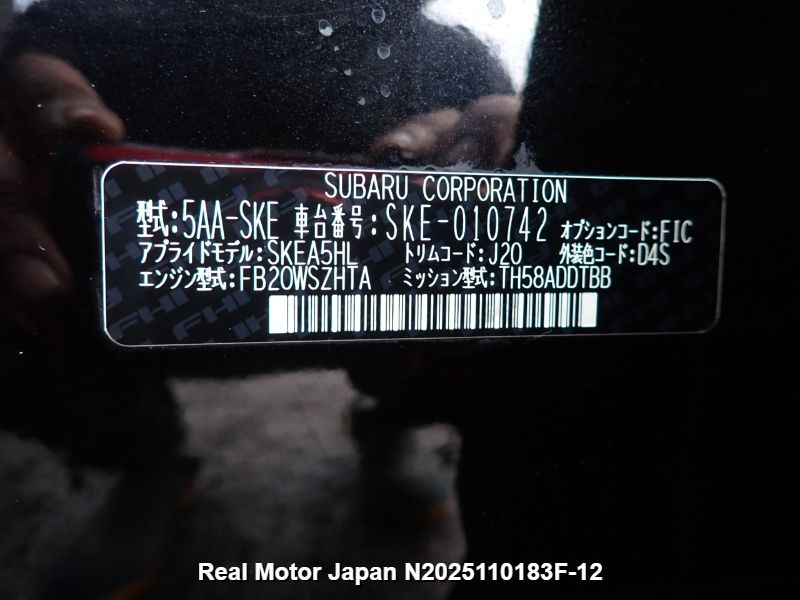 SUBARU CORPORATION
型式:5AA-SKE 車台番号:SKE-010742 オプションコード:FIC
アプライドモデル:SKEA5HL トリムコード:J20 外装色コード:D4S
エンジン型式:FB20WSZHTA ミッション型式:TH58ADDTBB
Real Motor Japan N2025110183F-12